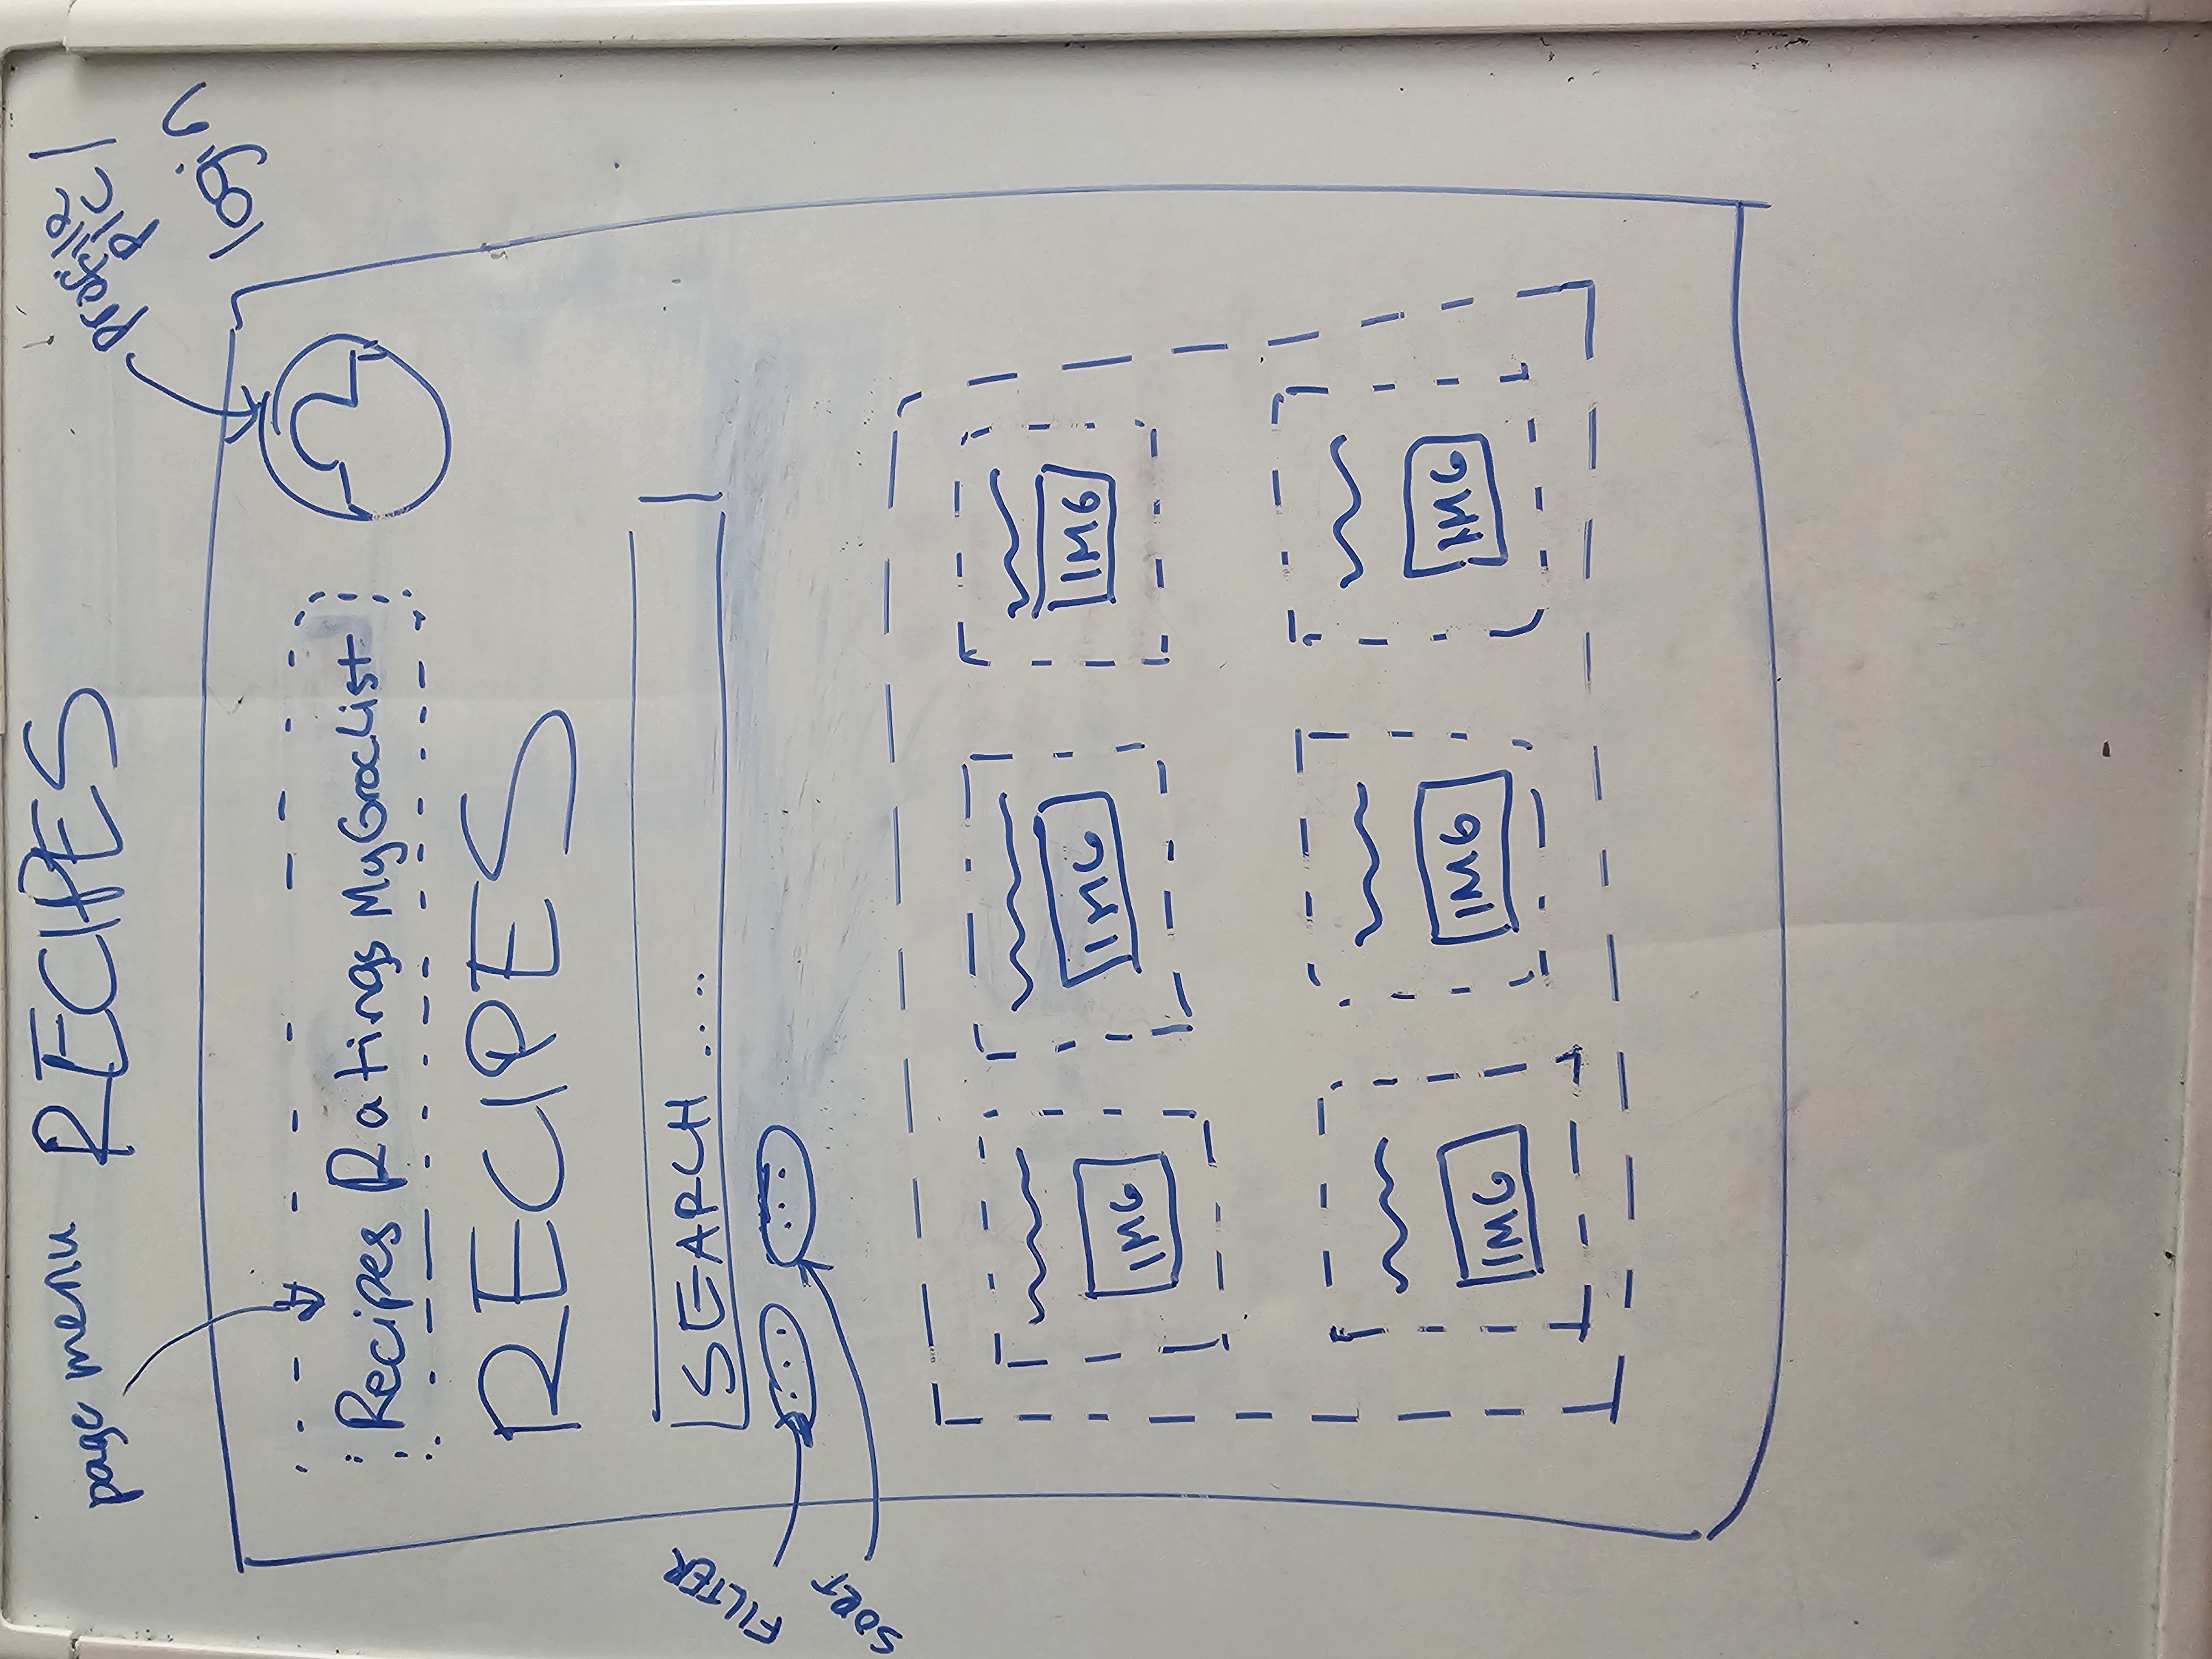 RECIPES
page menu
profile
pic /
login
Recipes Ratings MyGrocList
RECIPES
SEARCH ....
FILTER
...
...
SORT
IMG
IMG
IMG
IMG
IMG
IMG